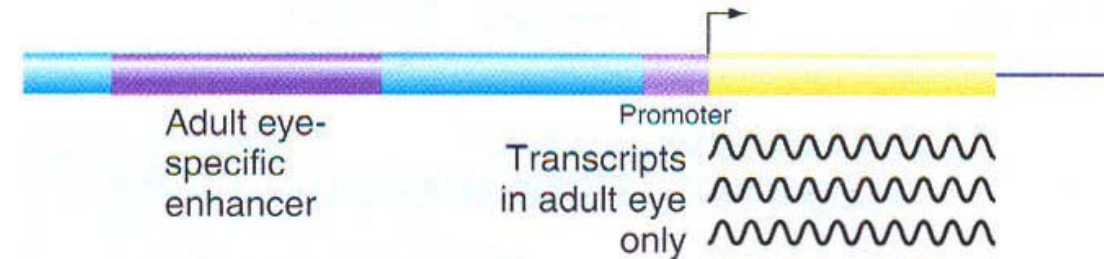 Adult eye-
specific
enhancer
Promoter
Transcripts
in adult eye
only